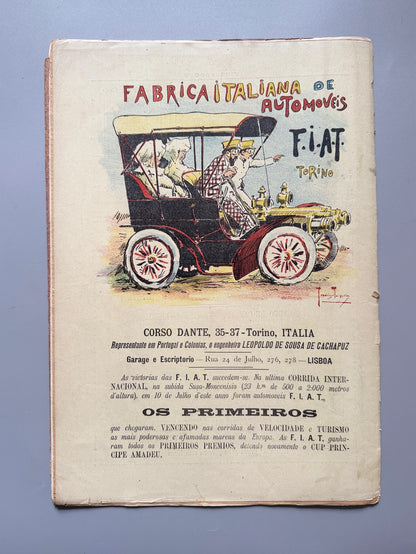 FABRICA ITALIANA DE
AUTOMOVEIS
F.I.A.T.
TORINO
CORSO DANTE, 35-37-Torino, ITALIA
Representante em Portugal e Colonias, o engenheiro LEOPOLDO DE SOUSA DE CACHAPUZ
Garage e Escriptorio — Rua 24 de Julho, 276, 278 — LISBOA
As victorias das F. I. A. T. succedem-se. Na ultima CORRIDA INTER-
NACIONAL, na subida Susa-Moncenisio (23 km de 500 a 2:000 metros
d'altura), em 10 de Julho d'este anno foram automoveis F. I. A. T.
OS PRIMEIROS
que chegaram, VENCENDO nas corridas de VELOCIDADE e TURISMO
as mais poderosas e afamadas marcas da Europa. As F. I. A. T. ganha-
ram todos os PRIMEIROS PREMIOS, detendo novamente o CUP PRIN-
CIPE AMADEU.